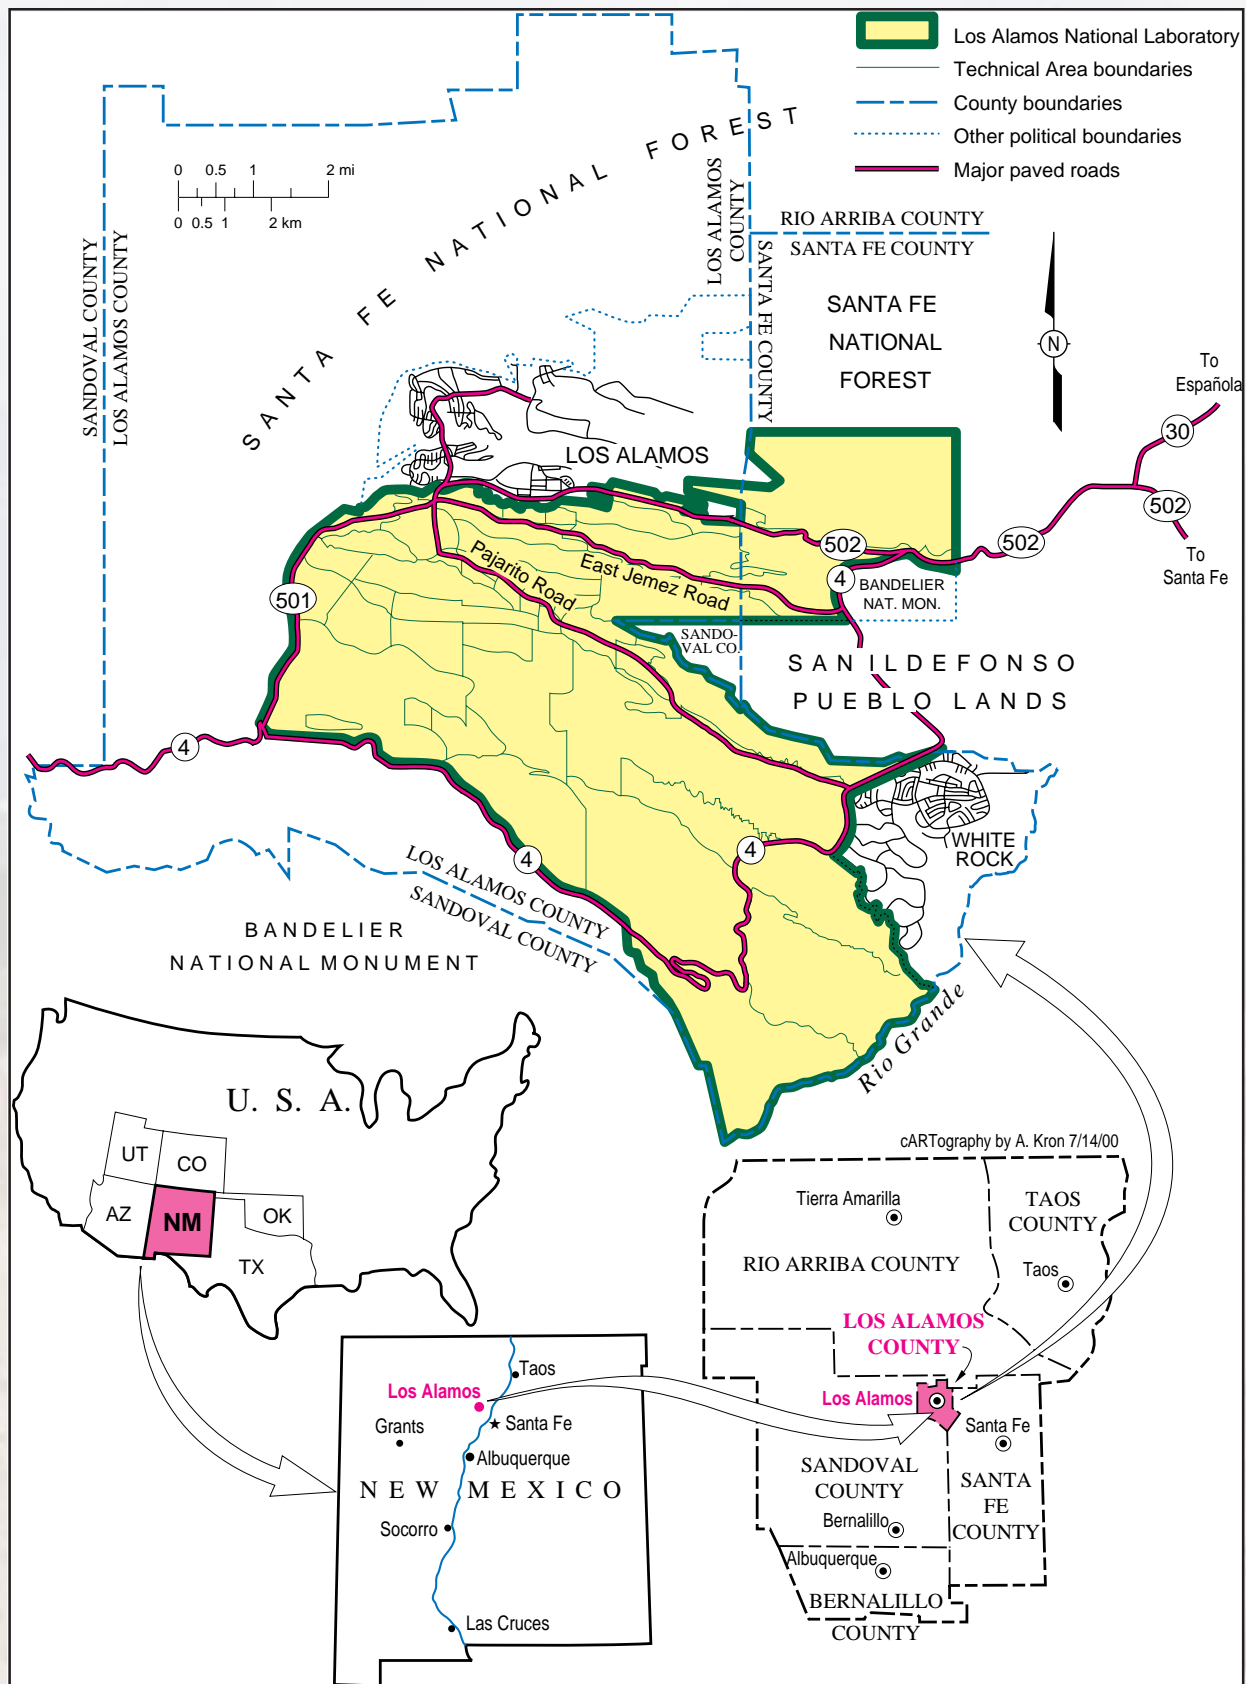 Los Alamos National Laboratory
Technical Area boundaries
County boundaries
Other political boundaries
Major paved roads
0 0.5 1 2 mi
0 0.5 1 2 km
SANTA FE NATIONAL FOREST
SANDOVAL COUNTY
LOS ALAMOS COUNTY
LOS ALAMOS
COUNTY
SANTA FE COUNTY
RIO ARRIBA COUNTY
SANTA FE COUNTY
SANTA FE
NATIONAL
FOREST
N
To
Española
30
502
To
Santa Fe
LOS ALAMOS
502
502
4
BANDELIER
NAT. MON.
Pajarito Road
East Jemez Road
501
SANDO-
VAL CO.
SAN ILDEFONSO
PUEBLO LANDS
4
WHITE
ROCK
4
4
LOS ALAMOS COUNTY
SANDOVAL COUNTY
BANDELIER
NATIONAL MONUMENT
Rio Grande
U. S. A.
UT
CO
AZ
NM
OK
TX
cARTography by A. Kron 7/14/00
Tierra Amarilla
TAOS
COUNTY
RIO ARRIBA COUNTY
Taos
LOS ALAMOS
COUNTY
Los Alamos
Santa Fe
SANDOVAL
COUNTY
SANTA
FE
COUNTY
Bernalillo
Albuquerque
BERNALILLO
COUNTY
Taos
Los Alamos
Grants
Santa Fe
Albuquerque
NEW MEXICO
Socorro
Las Cruces